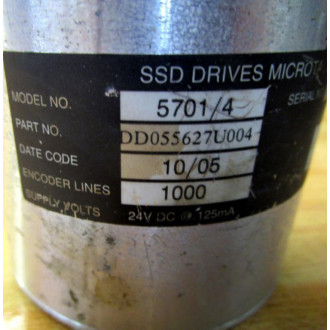 SSD DRIVES MICROT
MODEL NO. 5701/4 SERIAL N
PART NO. DD055627U004
DATE CODE 10/05
ENCODER LINES 1000
SUPPLY VOLTS 24V DC @ 125mA